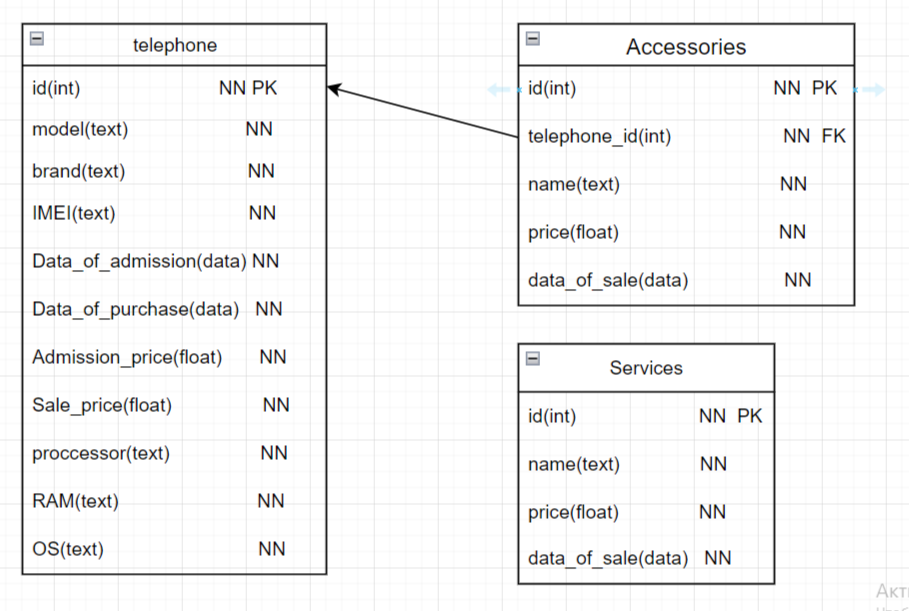 telephone
id(int) NN PK
model(text) NN
brand(text) NN
IMEI(text) NN
Data_of_admission(data) NN
Data_of_purchase(data) NN
Admission_price(float) NN
Sale_price(float) NN
proccessor(text) NN
RAM(text) NN
OS(text) NN
Accessories
id(int) NN PK
telephone_id(int) NN FK
name(text) NN
price(float) NN
data_of_sale(data) NN
Services
id(int) NN PK
name(text) NN
price(float) NN
data_of_sale(data) NN